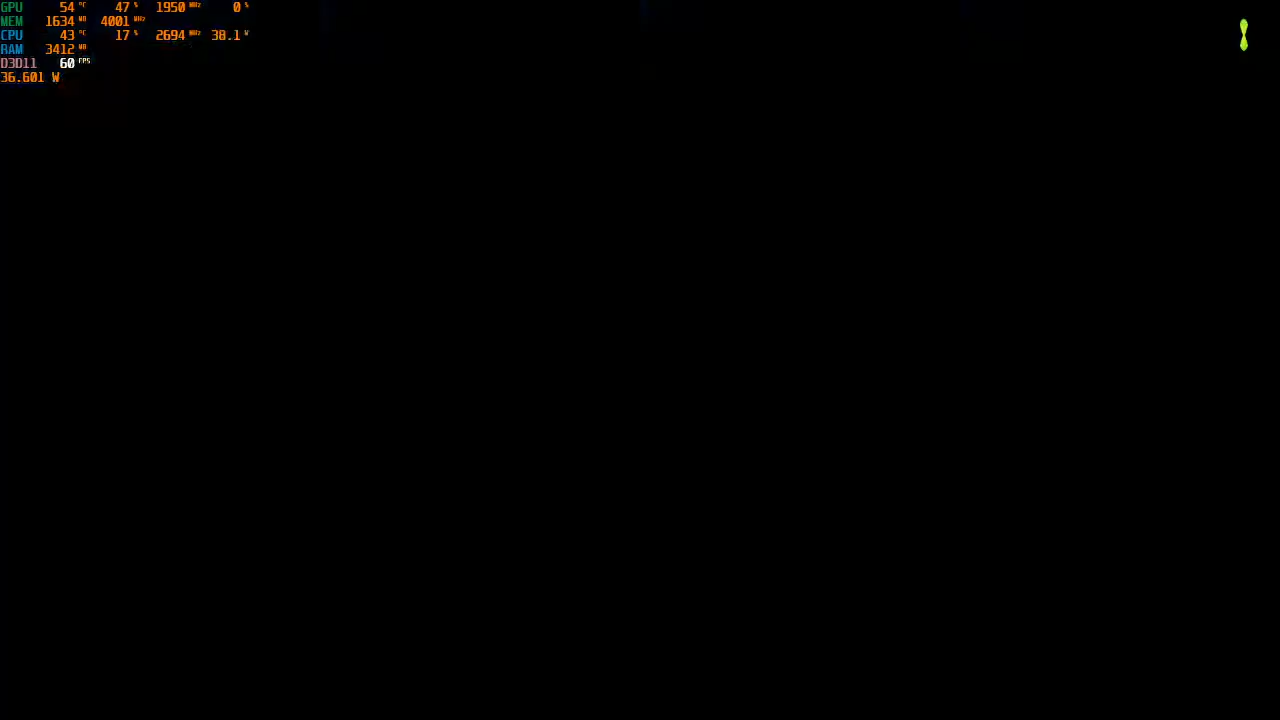 GPU 54 °C 47 % 1950 MHz 0 %
MEM 1634 MB 4001 MHz
CPU 43 °C 17 % 2694 MHz 38.1 W
RAM 3412 MB
D3D11 60 FPS
36.601 W